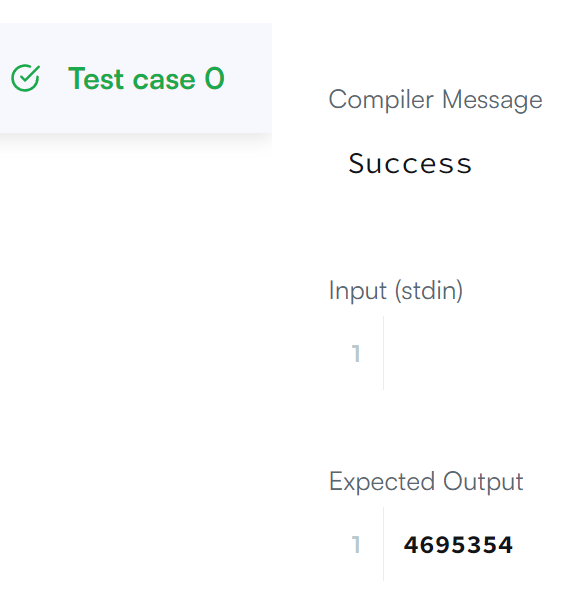 Test case 0
Compiler Message
Success
Input (stdin)
1
Expected Output
1 4695354